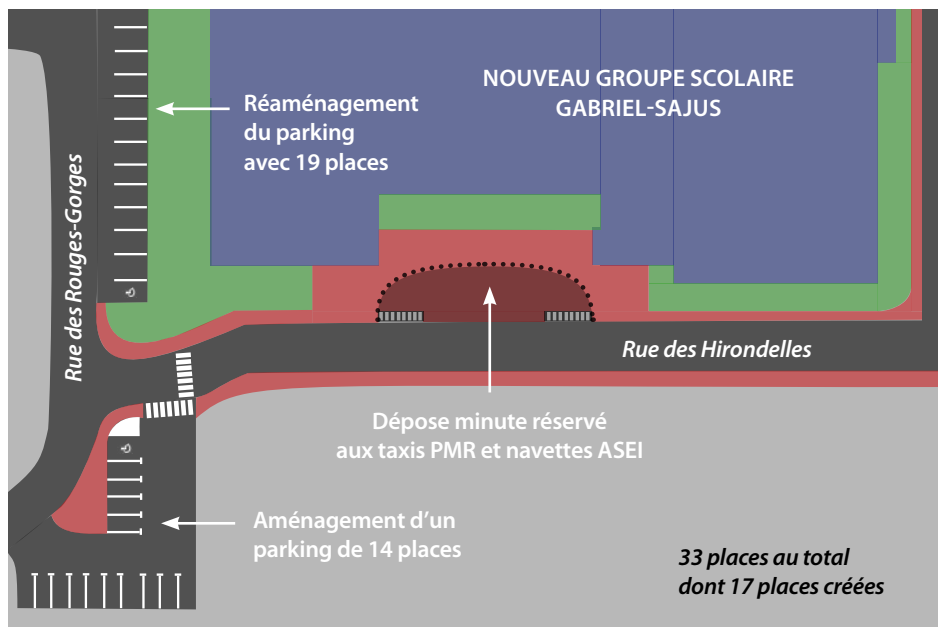 NOUVEAU GROUPE SCOLAIRE
GABRIEL-SAJUS
Réaménagement
du parking
avec 19 places
Rue des Rouges-Gorges
Rue des Hirondelles
Dépose minute réservé
aux taxis PMR et navettes ASEI
Aménagement d’un
parking de 14 places
33 places au total
dont 17 places créées